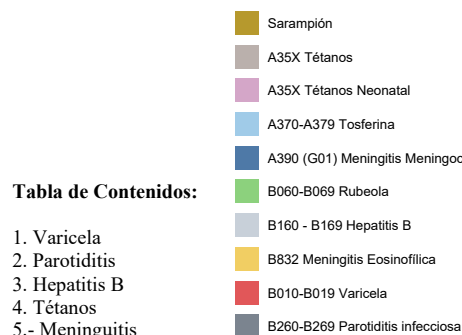 Sarampión
A35X Tétanos
A35X Tétanos Neonatal
A370-A379 Tosferina
A390 (G01) Meningitis Meningoc
B060-B069 Rubeola
B160 - B169 Hepatitis B
B832 Meningitis Eosinofílica
B010-B019 Varicela
B260-B269 Parotiditis infecciosa
Tabla de Contenidos:
1. Varicela
2. Parotiditis
3. Hepatitis B
4. Tétanos
5.- Meninguitis